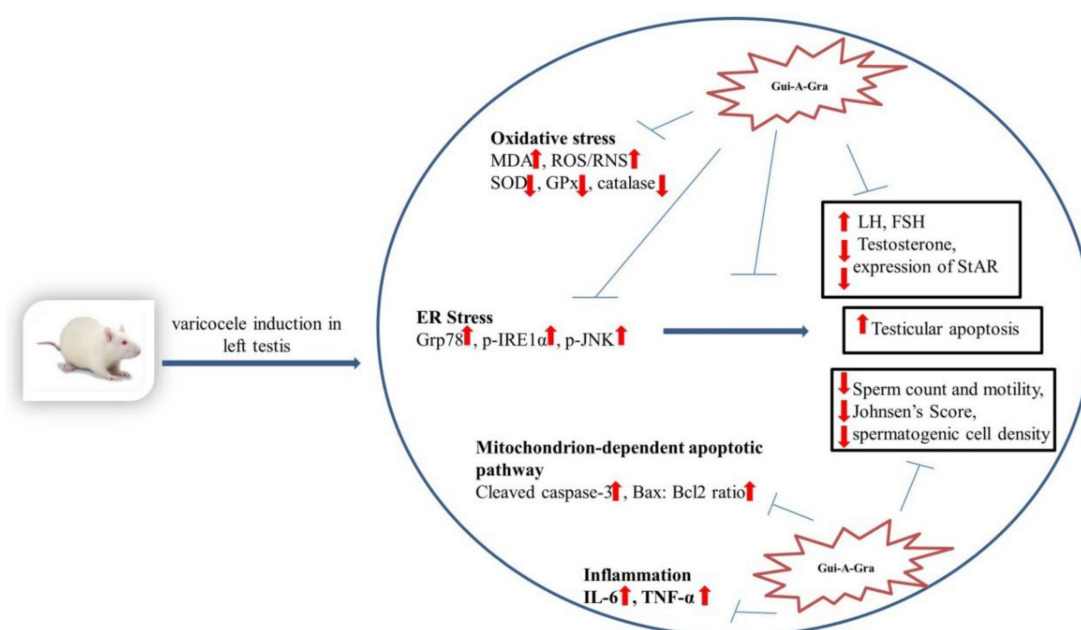 Gui-A-Gra
Oxidative stress
MDA, ROS/RNS
SOD, GPx, catalase
LH, FSH
Testosterone,
expression of StAR
varicocele induction in
left testis
ER Stress
Grp78, p-IRE1α, p-JNK
Testicular apoptosis
Sperm count and motility,
Johnsen's Score,
spermatogenic cell density
Mitochondrion-dependent apoptotic
pathway
Cleaved caspase-3, Bax: Bcl2 ratio
Gui-A-Gra
Inflammation
IL-6, TNF-α